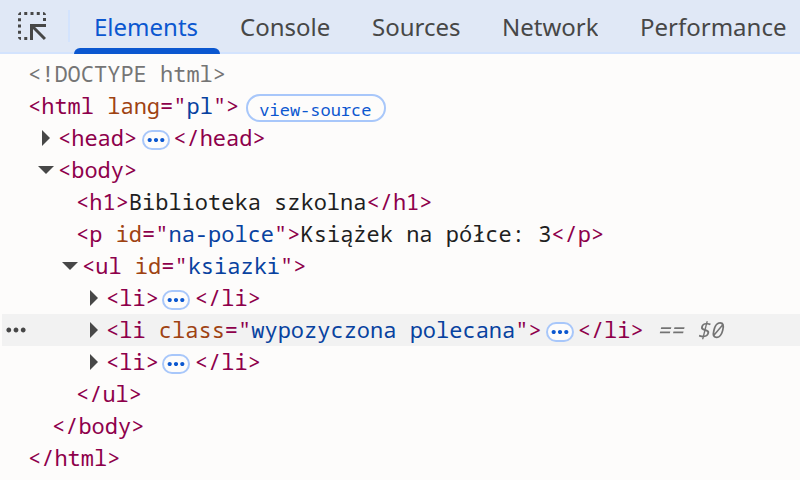 Elements Console Sources Network Performance
<!DOCTYPE html>
<html lang="pl"> view-source
<head> ••• </head>
<body>
<h1>Biblioteka szkolna</h1>
<p id="na-polce">Książek na półce: 3</p>
<ul id="ksiazki">
<li> ••• </li>
••• <li class="wypozyczona polecana"> ••• </li> == $0
<li> ••• </li>
</ul>
</body>
</html>